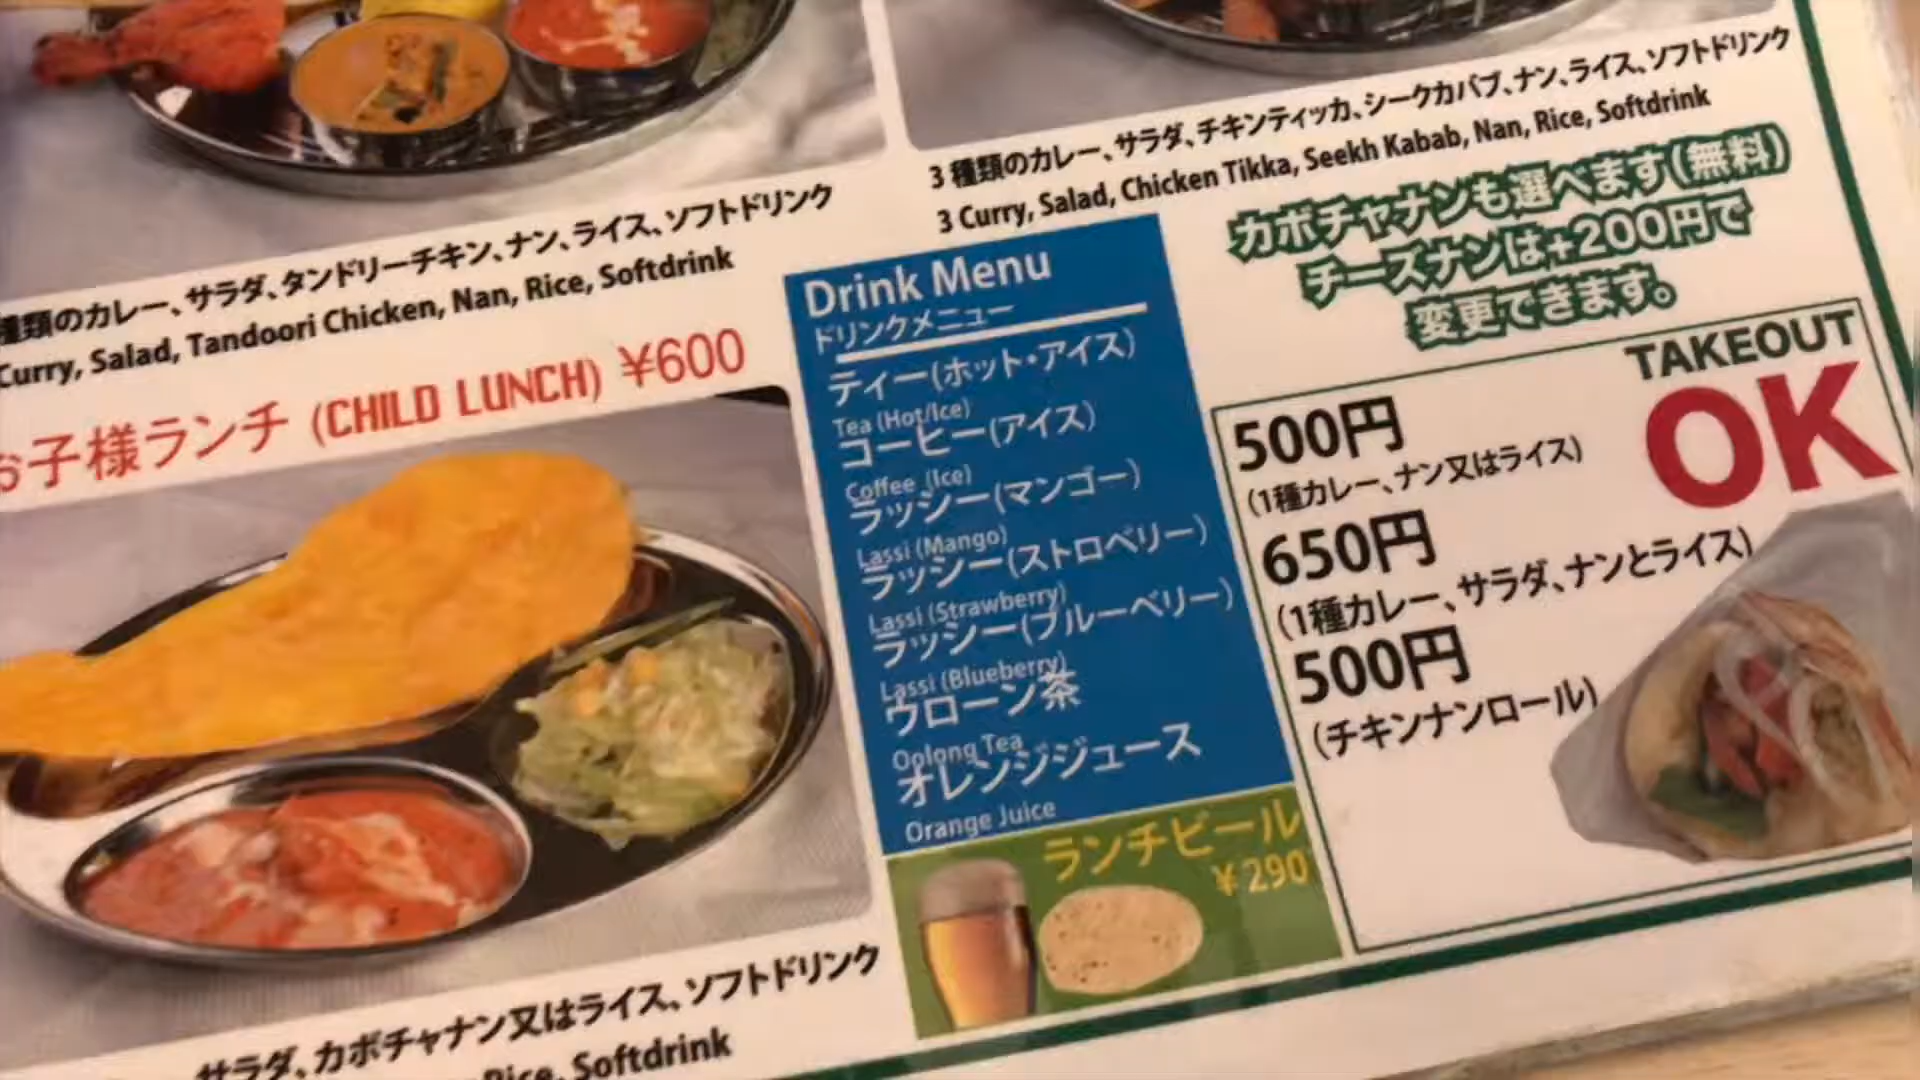 種類のカレー、サラダ、タンドリーチキン、ナン、ライス、ソフトドリンク
Curry, Salad, Tandoori Chicken, Nan, Rice, Softdrink
3 種類のカレー、サラダ、チキンティッカ、シークカバブ、ナン、ライス、ソフトドリンク
3 Curry, Salad, Chicken Tikka, Seekh Kabab, Nan, Rice, Softdrink
カボチャナンも選べます(無料)
チーズナンは+200円で
変更できます。
お子様ランチ (CHILD LUNCH) ¥600
サラダ、カボチャナン又はライス、ソフトドリンク
Rice, Softdrink
Drink Menu
ドリンクメニュー
ティー(ホット・アイス)
Tea (Hot/Ice)
コーヒー(アイス)
Coffee (Ice)
ラッシー(マンゴー)
Lassi (Mango)
ラッシー(ストロベリー)
Lassi (Strawberry)
ラッシー(ブルーベリー)
Lassi (Blueberry)
ウローン茶
Oolong Tea
オレンジジュース
Orange Juice
ランチビール
¥290
TAKEOUT
OK
500円
(1種カレー、ナン又はライス)
650円
(1種カレー、サラダ、ナンとライス)
500円
(チキンナンロール)